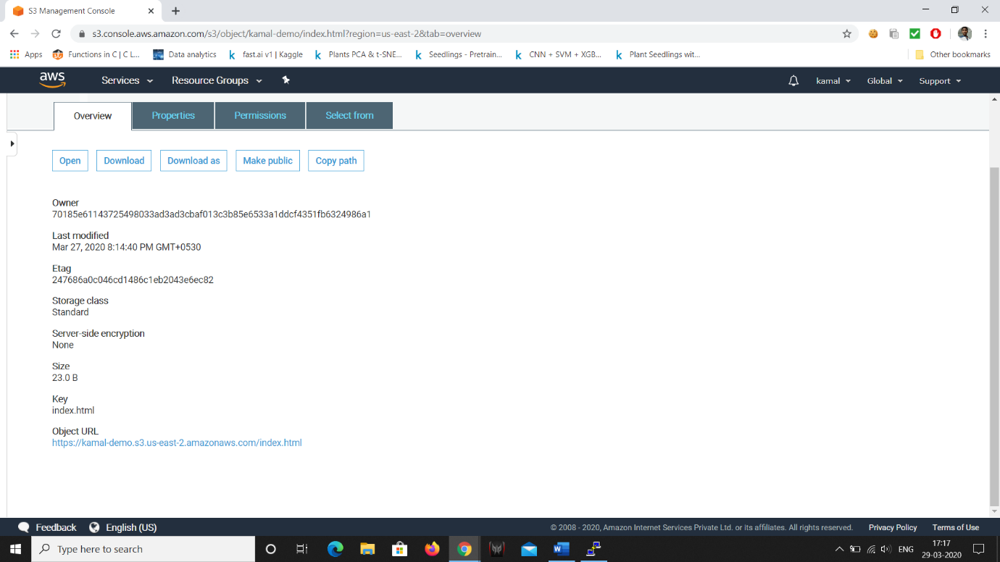 S3 Management Console
s3.console.aws.amazon.com/s3/object/kamal-demo/index.html?region=us-east-2&tab=overview
Apps
Functions in C | C L...
Data analytics
k fast.ai v1 | Kaggle
k Plants PCA & t-SNE...
k Seedlings - Pretrain...
k CNN + SVM + XGB...
k Plant Seedlings wit...
Other bookmarks
aws
Services
Resource Groups
kamal
Global
Support
Overview
Properties
Permissions
Select from
Open
Download
Download as
Make public
Copy path
Owner
70185e61143725498033ad3ad3cbaf013c3b85e6533a1ddcf4351fb6324986a1
Last modified
Mar 27, 2020 8:14:40 PM GMT+0530
Etag
247686a0c046cd1486c1eb2043e6ec82
Storage class
Standard
Server-side encryption
None
Size
23.0 B
Key
index.html
Object URL
https://kamal-demo.s3.us-east-2.amazonaws.com/index.html
Feedback
English (US)
© 2008 - 2020, Amazon Internet Services Private Ltd. or its affiliates. All rights reserved.
Privacy Policy
Terms of Use
Type here to search
ENG
17:17
29-03-2020